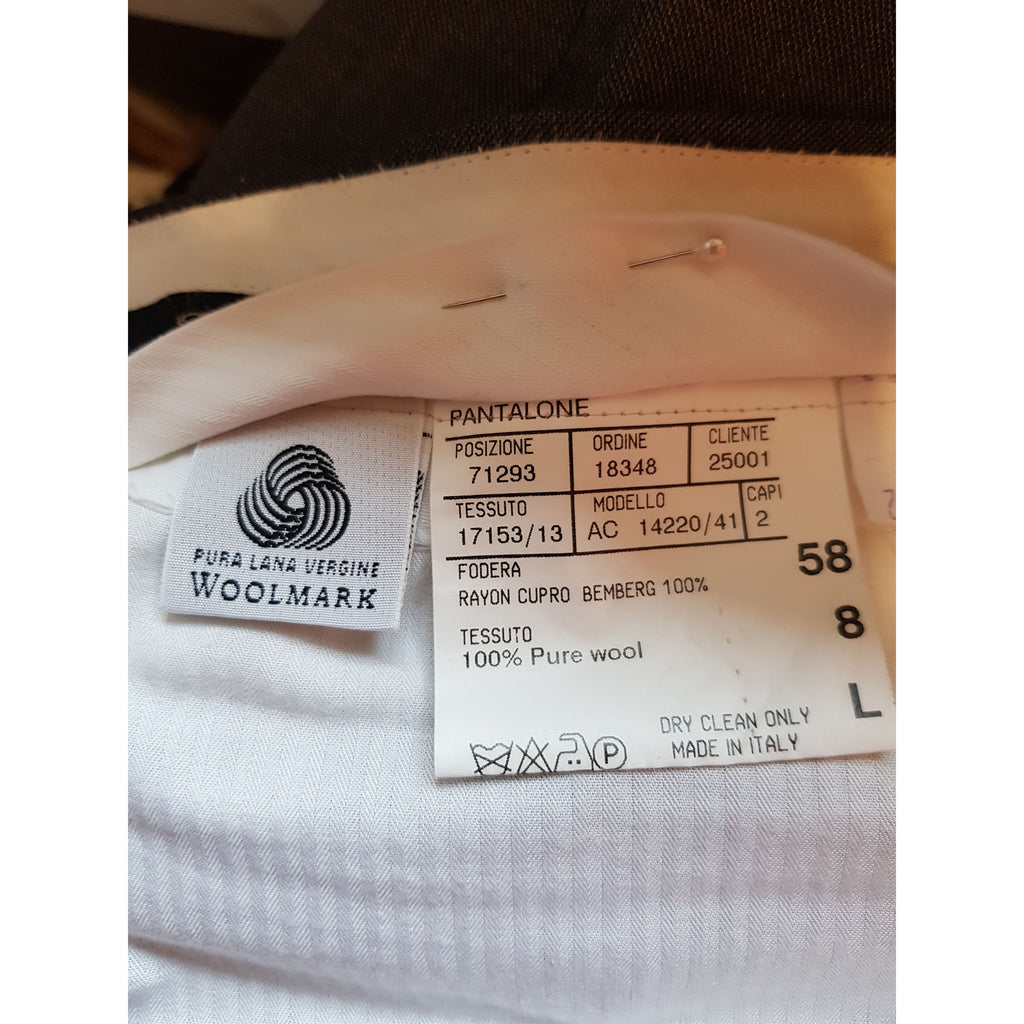 PURA LANA VERGINE
WOOLMARK
PANTALONE
POSIZIONE ORDINE CLIENTE
71293 18348 25001
TESSUTO MODELLO CAPI
17153/13 AC 14220/41 2
FODERA 58
RAYON CUPRO BEMBERG 100%
8
TESSUTO
100% Pure wool
L
DRY CLEAN ONLY
MADE IN ITALY
P